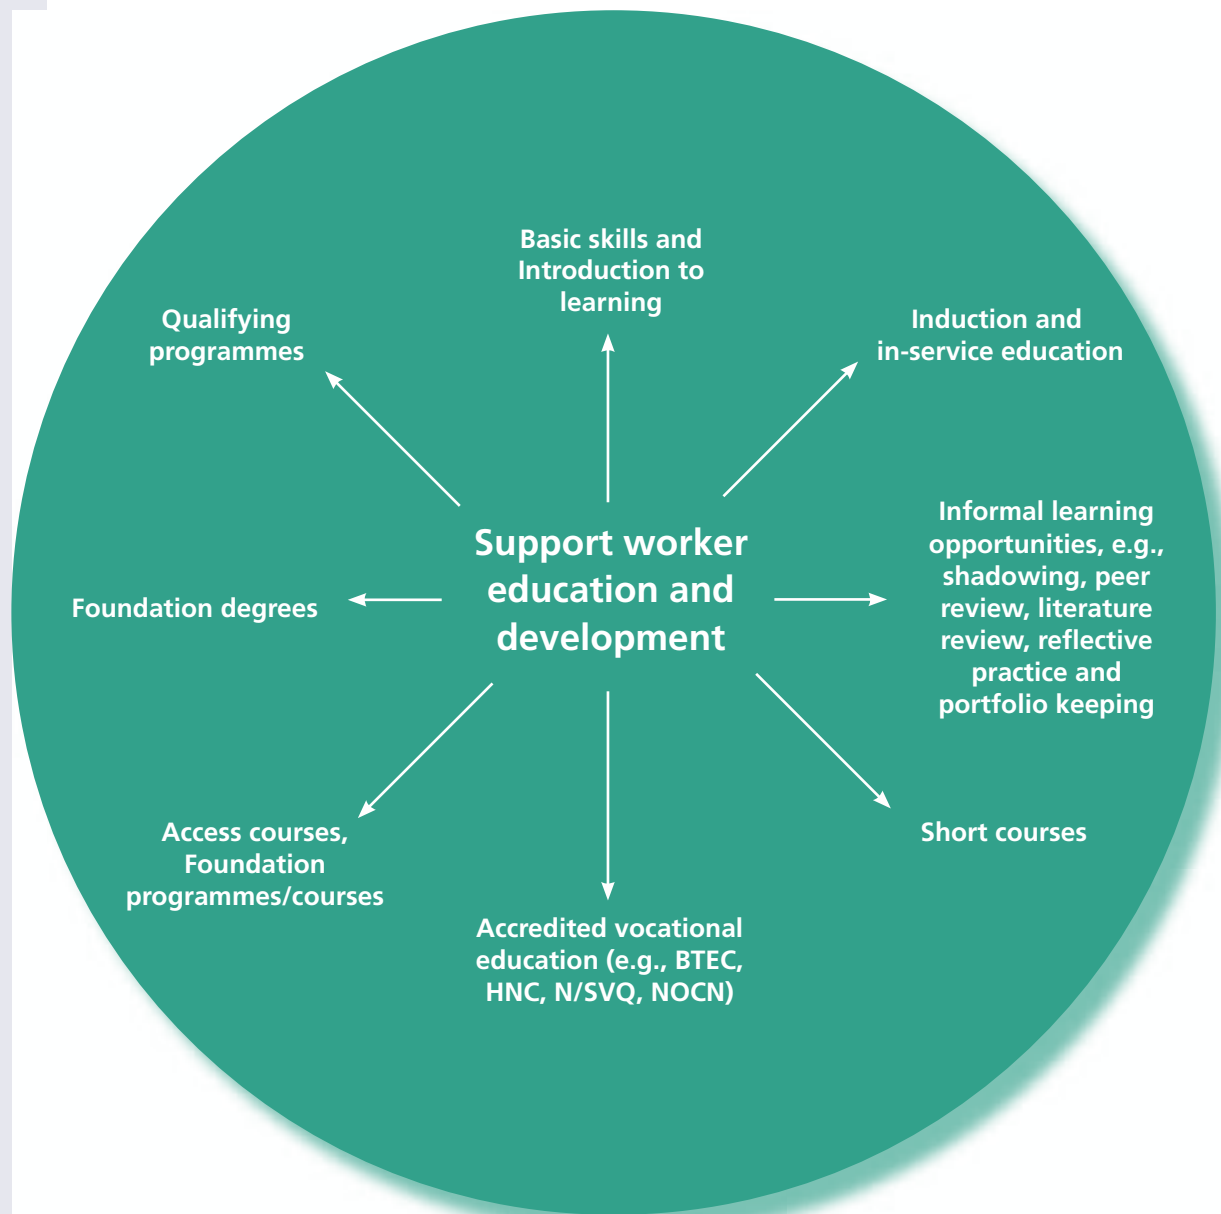 Basic skills and
Introduction to
learning
Qualifying
programmes
Induction and
in-service education
Support worker
education and
development
Informal learning
opportunities, e.g.,
shadowing, peer
review, literature
review, reflective
practice and
portfolio keeping
Foundation degrees
Access courses,
Foundation
programmes/courses
Short courses
Accredited vocational
education (e.g., BTEC,
HNC, N/SVQ, NOCN)